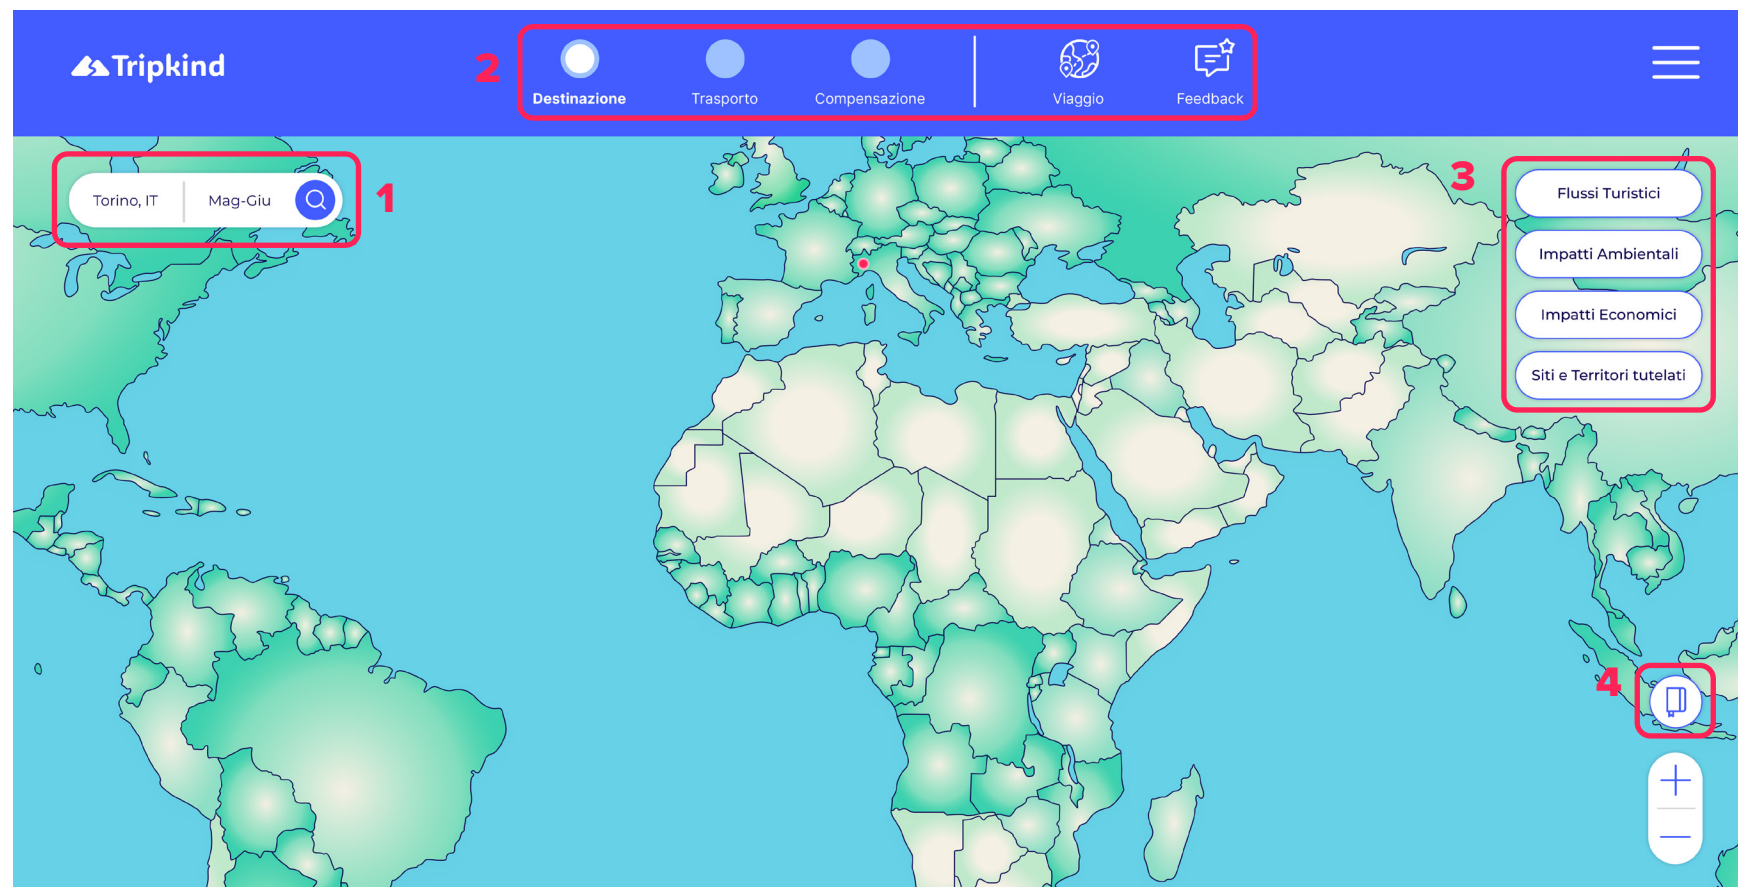 Tripkind
2
Destinazione
Trasporto
Compensazione
Viaggio
Feedback
Torino, IT
Mag-Giu
1
3
Flussi Turistici
Impatti Ambientali
Impatti Economici
Siti e Territori tutelati
4